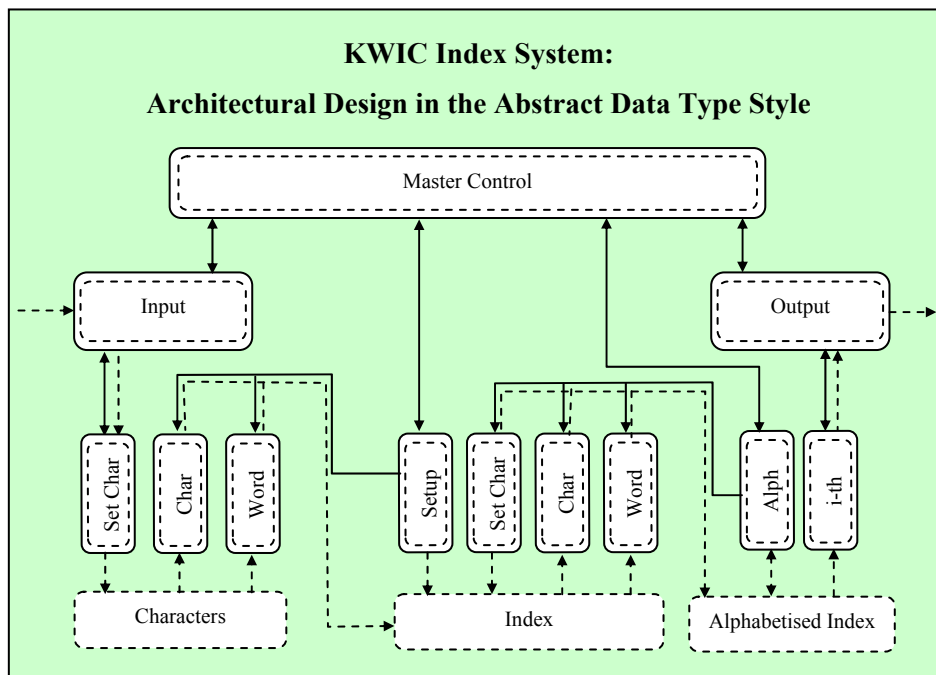 KWIC Index System:
Architectural Design in the Abstract Data Type Style
Master Control
Input
Output
Set Char
Char
Word
Setup
Set Char
Char
Word
Alph
i-th
Characters
Index
Alphabetised Index